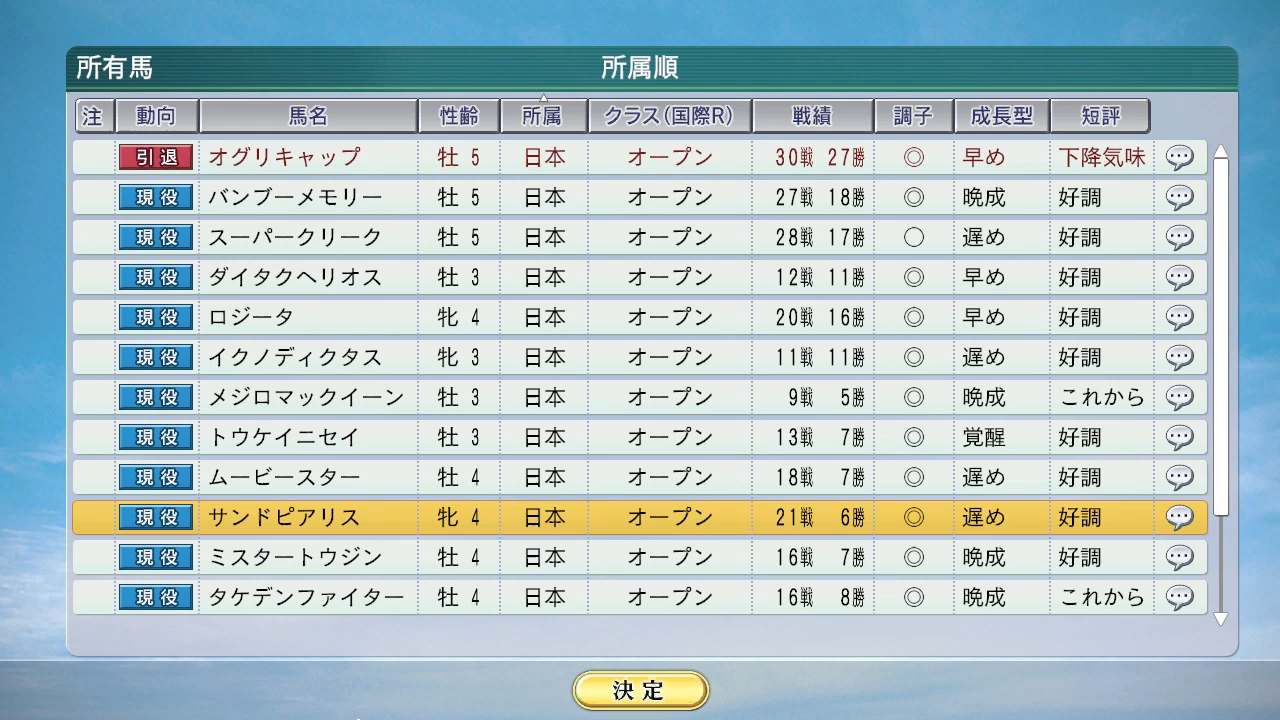 所有馬 所属順
注 動向 馬名 性齢 所属 クラス(国際R) 戦績 調子 成長型 短評
引退 オグリキャップ 牡 5 日本 オープン 30戦 27勝 ◎ 早め 下降気味
現役 バンブーメモリー 牡 5 日本 オープン 27戦 18勝 ◎ 晩成 好調
現役 スーパークリーク 牡 5 日本 オープン 28戦 17勝 ○ 遅め 好調
現役 ダイタクヘリオス 牡 3 日本 オープン 12戦 11勝 ◎ 早め 好調
現役 ロジータ 牝 4 日本 オープン 20戦 16勝 ◎ 早め 好調
現役 イクノディクタス 牝 3 日本 オープン 11戦 11勝 ◎ 遅め 好調
現役 メジロマックイーン 牡 3 日本 オープン 9戦 5勝 ◎ 晩成 これから
現役 トウケイニセイ 牡 3 日本 オープン 13戦 7勝 ◎ 覚醒 好調
現役 ムービースター 牡 4 日本 オープン 18戦 7勝 ◎ 遅め 好調
現役 サンドピアリス 牝 4 日本 オープン 21戦 6勝 ◎ 遅め 好調
現役 ミスタートウジン 牡 4 日本 オープン 16戦 7勝 ◎ 晩成 好調
現役 タケデンファイター 牡 4 日本 オープン 16戦 8勝 ◎ 晩成 これから
決定